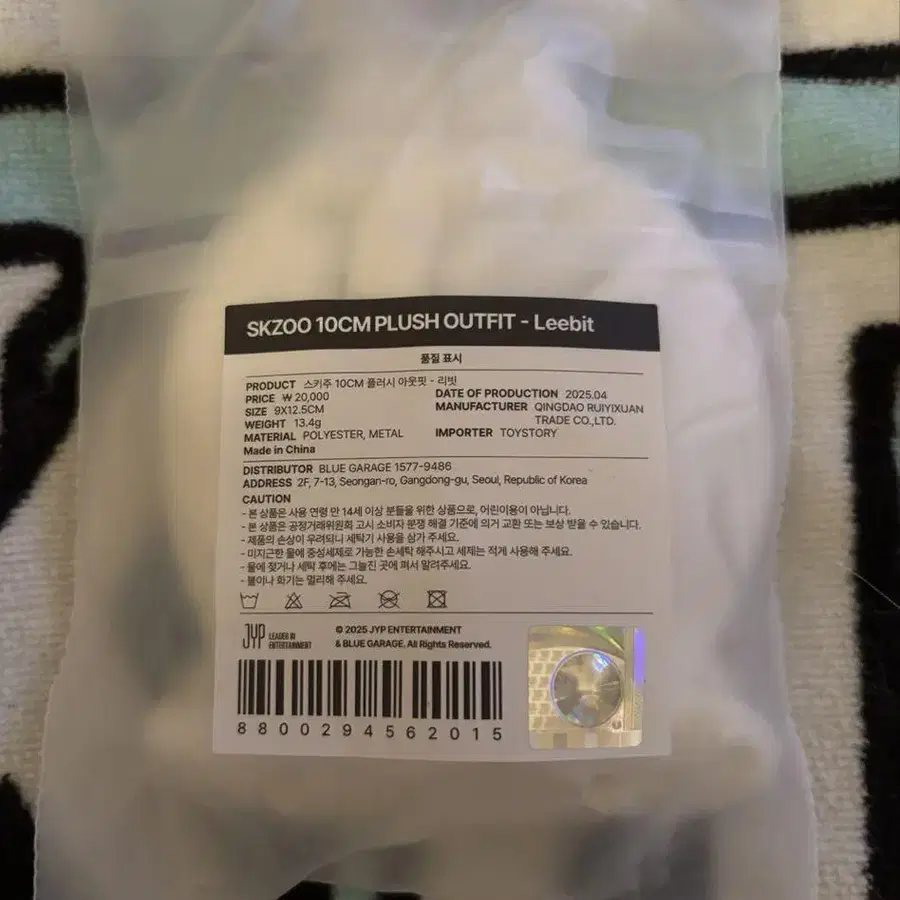 SKZOO 10CM PLUSH OUTFIT - Leebit
품질 표시
PRODUCT 스키주 10CM 플러시 아웃핏 - 리빗
PRICE ₩ 20,000
SIZE 9X12.5CM
WEIGHT 13.4g
MATERIAL POLYESTER, METAL
Made in China
DATE OF PRODUCTION 2025.04
MANUFACTURER QINGDAO RUIYIXUAN
TRADE CO.,LTD.
IMPORTER TOYSTORY
DISTRIBUTOR BLUE GARAGE 1577-9486
ADDRESS 2F, 7-13, Seongan-ro, Gangdong-gu, Seoul, Republic of Korea
CAUTION
- 본 상품은 사용 연령 만 14세 이상 분들을 위한 상품으로, 어린이용이 아닙니다.
- 본 상품은 공정거래위원회 고시 소비자 분쟁 해결 기준에 의거 교환 또는 보상 받을 수 있습니다.
- 제품의 손상이 우려되니 세탁기 사용을 삼가 주세요.
- 미지근한 물에 중성세제로 가능한 손세탁 해주시고 세제는 적게 사용해 주세요.
- 물에 젖거나 세탁 후에는 그늘진 곳에 펴서 말려주세요.
- 불이나 화기는 멀리해 주세요.
JYP LEADER IN
ENTERTAINMENT
© 2025 JYP ENTERTAINMENT
& BLUE GARAGE. All Rights Reserved.
8800294562015